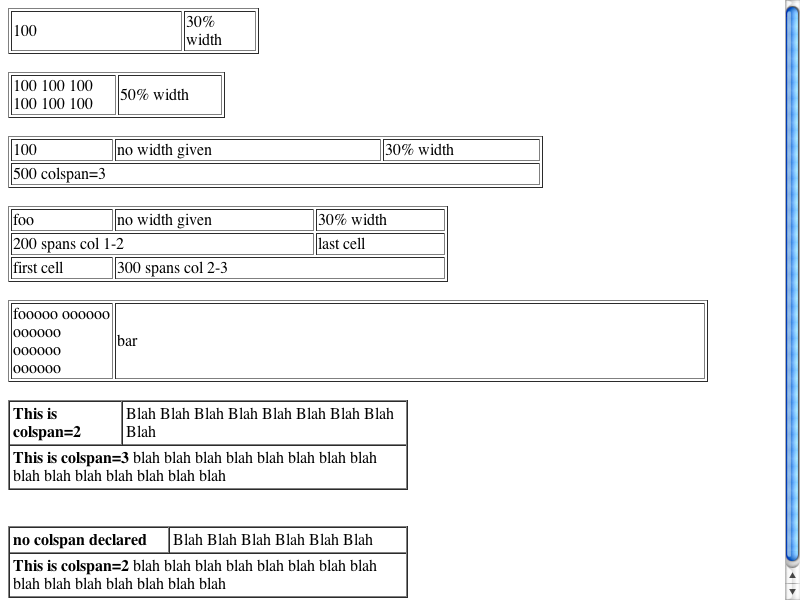 100
30%
width
100 100 100
100 100 100
50% width
100
no width given
30% width
500 colspan=3
foo
no width given
30% width
200 spans col 1-2
last cell
first cell
300 spans col 2-3
fooooo oooooo
oooooo
oooooo
oooooo
bar
This is
colspan=2
Blah Blah Blah Blah Blah Blah Blah Blah
Blah
This is colspan=3 blah blah blah blah blah blah blah blah
blah blah blah blah blah blah blah
no colspan declared
Blah Blah Blah Blah Blah Blah
This is colspan=2 blah blah blah blah blah blah blah blah
blah blah blah blah blah blah blah